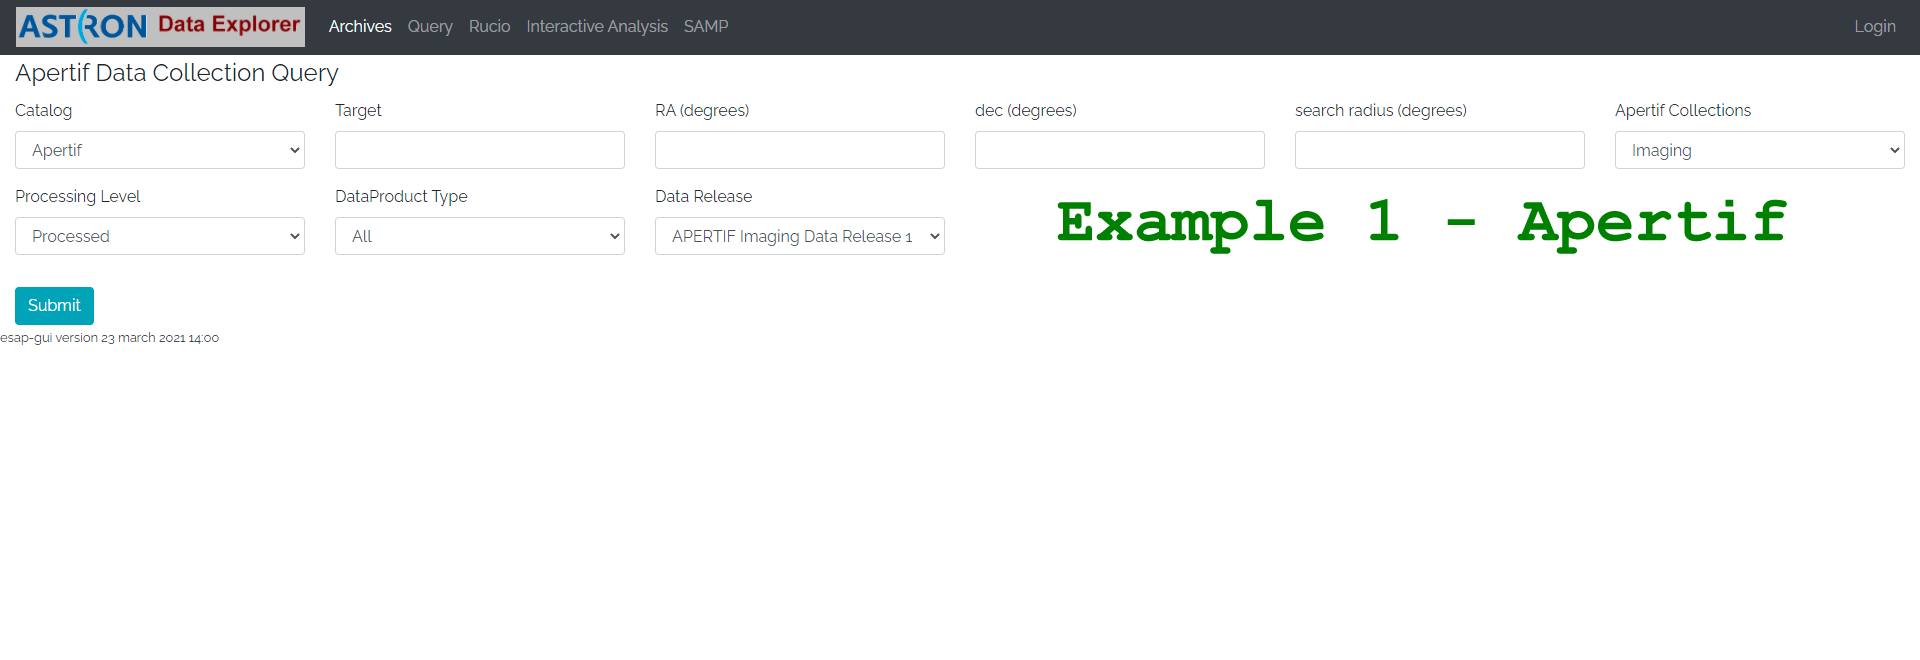 ASTRON Data Explorer Archives Query Rucio Interactive Analysis SAMP Login
Apertif Data Collection Query
Catalog Target RA (degrees) dec (degrees) search radius (degrees) Apertif Collections
Apertif Imaging
Processing Level DataProduct Type Data Release
Processed All APERTIF Imaging Data Release 1
Example 1 - Apertif
Submit
esap-gui version 23 march 2021 14:00